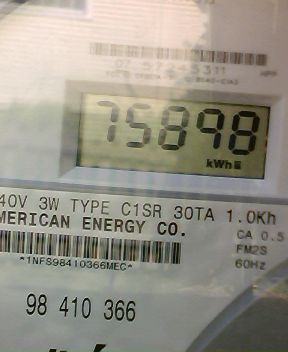 75898
kWh
40V 3W TYPE C1SR 30TA 1.0Kh
MERICAN ENERGY CO.
CA 0.5
FM2S
*1NFS98410366MEC*
60Hz
98 410 366